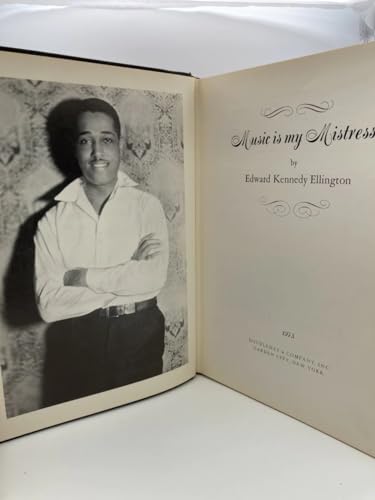 Music is my Mistress
by
Edward Kennedy Ellington
1973
DOUBLEDAY & COMPANY, INC.
GARDEN CITY, NEW YORK